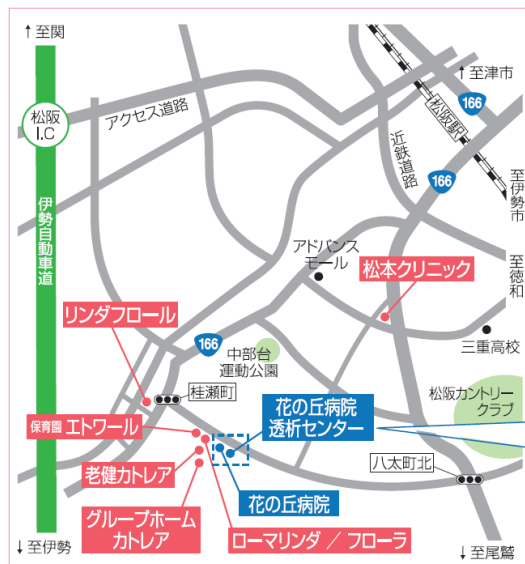 ↑至関
↑至津市
166
松阪
I.C
アクセス道路
松阪駅
近鉄道路
166
至伊勢市
伊勢自動車道
アドバンス
モール
松本クリニック
至徳和
リンダフロール
166
中部台
運動公園
三重高校
桂瀬町
松阪カントリー
クラブ
花の丘病院
透析センター
保育園 エトワール
老健カトレア
八太町北
花の丘病院
グループホーム
カトレア
ローマリンダ / フローラ
↓至伊勢
↓至尾鷲